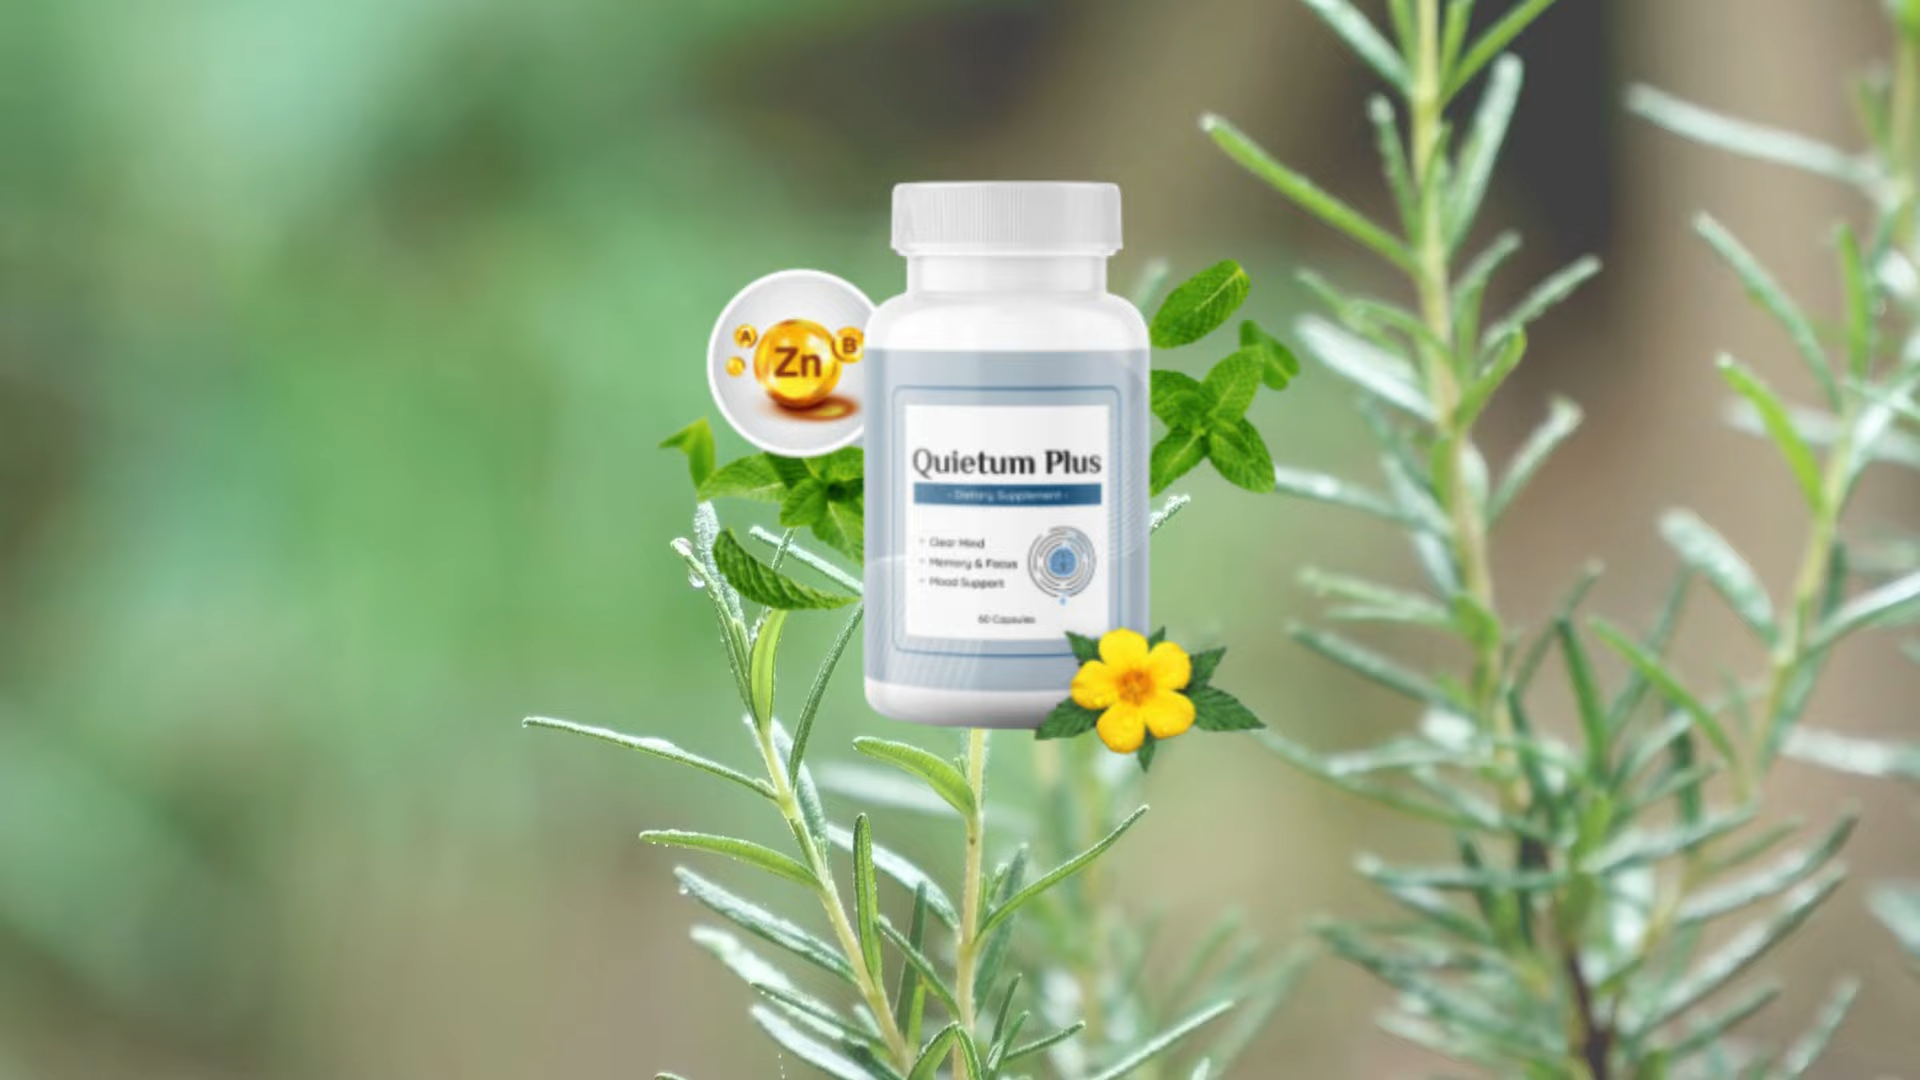 A
Zn
B
Quietum Plus
- Dietary Supplement -
Clear Mind
Memory & Focus
Mood Support
60 Capsules